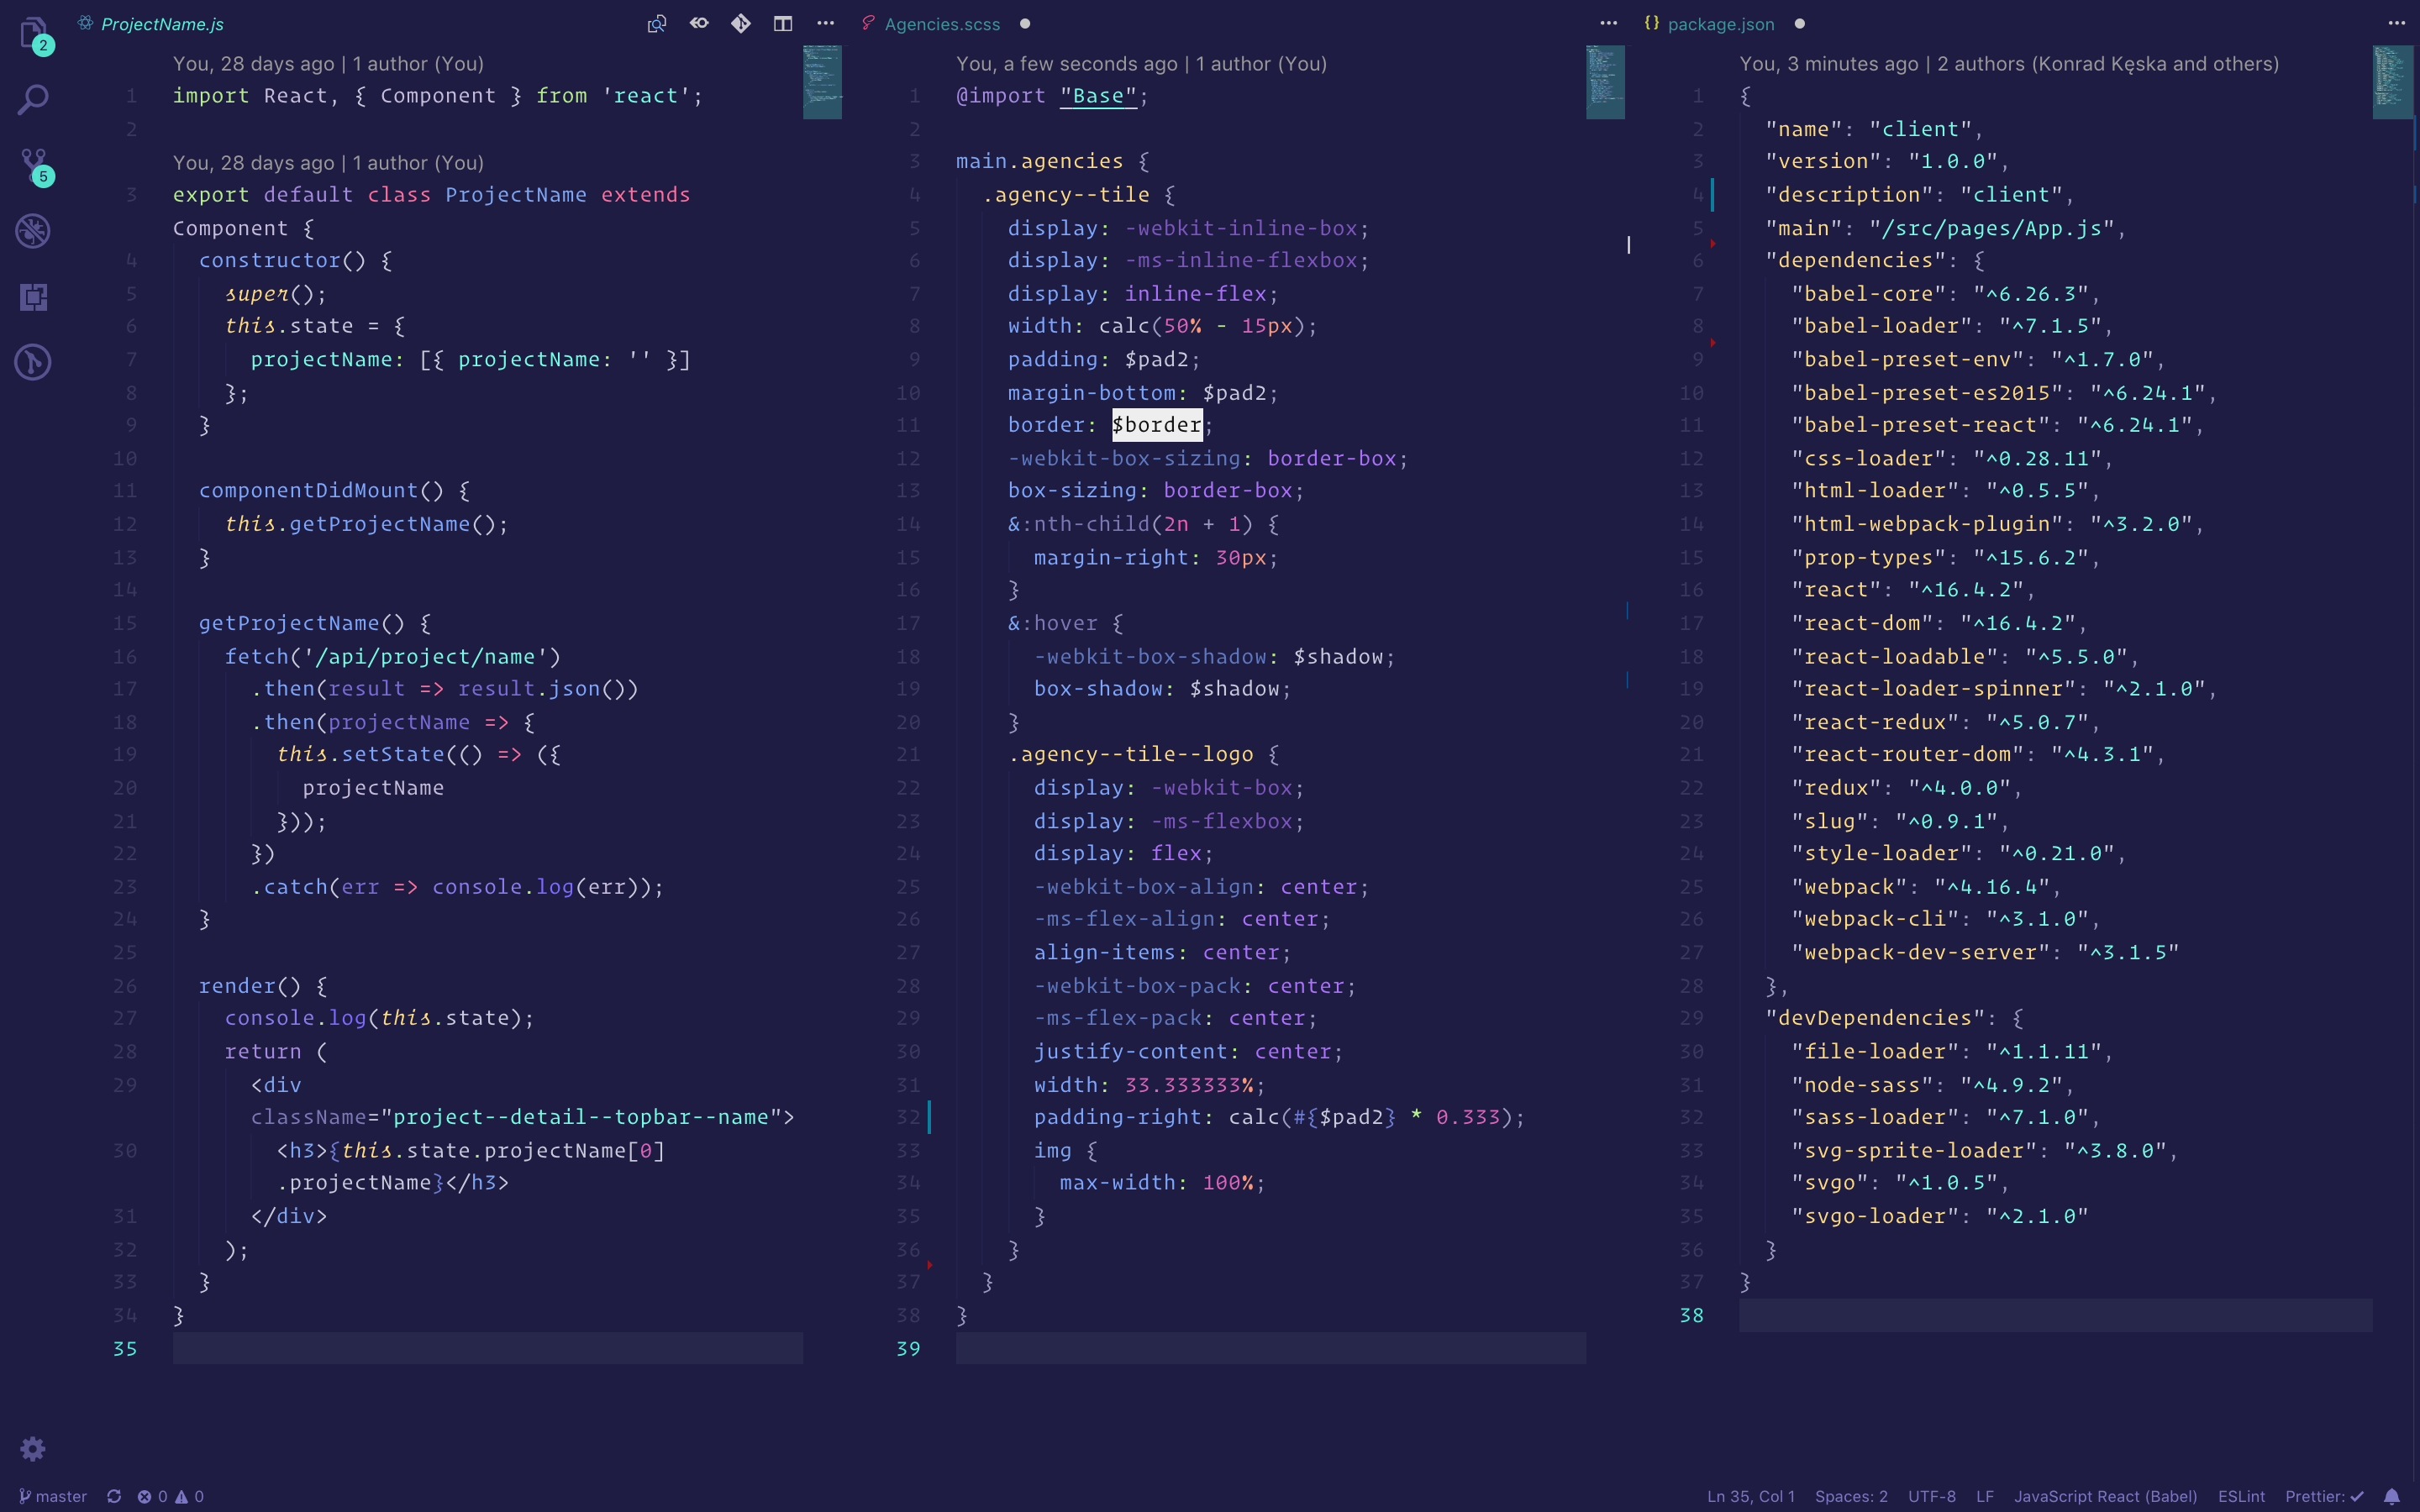 ProjectName.js
You, 28 days ago | 1 author (You)
1 import React, { Component } from 'react';
2
You, 28 days ago | 1 author (You)
3 export default class ProjectName extends
Component {
4 constructor() {
5 super();
6 this.state = {
7 projectName: [{ projectName: '' }]
8 };
9 }
10
11 componentDidMount() {
12 this.getProjectName();
13 }
14
15 getProjectName() {
16 fetch('/api/project/name')
17 .then(result => result.json())
18 .then(projectName => {
19 this.setState(() => ({
20 projectName
21 }));
22 })
23 .catch(err => console.log(err));
24 }
25
26 render() {
27 console.log(this.state);
28 return (
29 <div
className="project--detail--topbar--name">
30 <h3>{this.state.projectName[0]
.projectName}</h3>
31 </div>
32 );
33 }
34 }
35
Agencies.scss
You, a few seconds ago | 1 author (You)
1 @import "Base";
2
3 main.agencies {
4 .agency--tile {
5 display: -webkit-inline-box;
6 display: -ms-inline-flexbox;
7 display: inline-flex;
8 width: calc(50% - 15px);
9 padding: $pad2;
10 margin-bottom: $pad2;
11 border: $border;
12 -webkit-box-sizing: border-box;
13 box-sizing: border-box;
14 &:nth-child(2n + 1) {
15 margin-right: 30px;
16 }
17 &:hover {
18 -webkit-box-shadow: $shadow;
19 box-shadow: $shadow;
20 }
21 .agency--tile--logo {
22 display: -webkit-box;
23 display: -ms-flexbox;
24 display: flex;
25 -webkit-box-align: center;
26 -ms-flex-align: center;
27 align-items: center;
28 -webkit-box-pack: center;
29 -ms-flex-pack: center;
30 justify-content: center;
31 width: 33.333333%;
32 padding-right: calc(#{$pad2} * 0.333);
33 img {
34 max-width: 100%;
35 }
36 }
37 }
38 }
39
{} package.json
You, 3 minutes ago | 2 authors (Konrad Kęska and others)
1 {
2 "name": "client",
3 "version": "1.0.0",
4 "description": "client",
5 "main": "/src/pages/App.js",
6 "dependencies": {
7 "babel-core": "^6.26.3",
8 "babel-loader": "^7.1.5",
9 "babel-preset-env": "^1.7.0",
10 "babel-preset-es2015": "^6.24.1",
11 "babel-preset-react": "^6.24.1",
12 "css-loader": "^0.28.11",
13 "html-loader": "^0.5.5",
14 "html-webpack-plugin": "^3.2.0",
15 "prop-types": "^15.6.2",
16 "react": "^16.4.2",
17 "react-dom": "^16.4.2",
18 "react-loadable": "^5.5.0",
19 "react-loader-spinner": "^2.1.0",
20 "react-redux": "^5.0.7",
21 "react-router-dom": "^4.3.1",
22 "redux": "^4.0.0",
23 "slug": "^0.9.1",
24 "style-loader": "^0.21.0",
25 "webpack": "^4.16.4",
26 "webpack-cli": "^3.1.0",
27 "webpack-dev-server": "^3.1.5"
28 },
29 "devDependencies": {
30 "file-loader": "^1.1.11",
31 "node-sass": "^4.9.2",
32 "sass-loader": "^7.1.0",
33 "svg-sprite-loader": "^3.8.0",
34 "svgo": "^1.0.5",
35 "svgo-loader": "^2.1.0"
36 }
37 }
38
2
5
master 0 0 Ln 35, Col 1 Spaces: 2 UTF-8 LF JavaScript React (Babel) ESLint Prettier: ✓